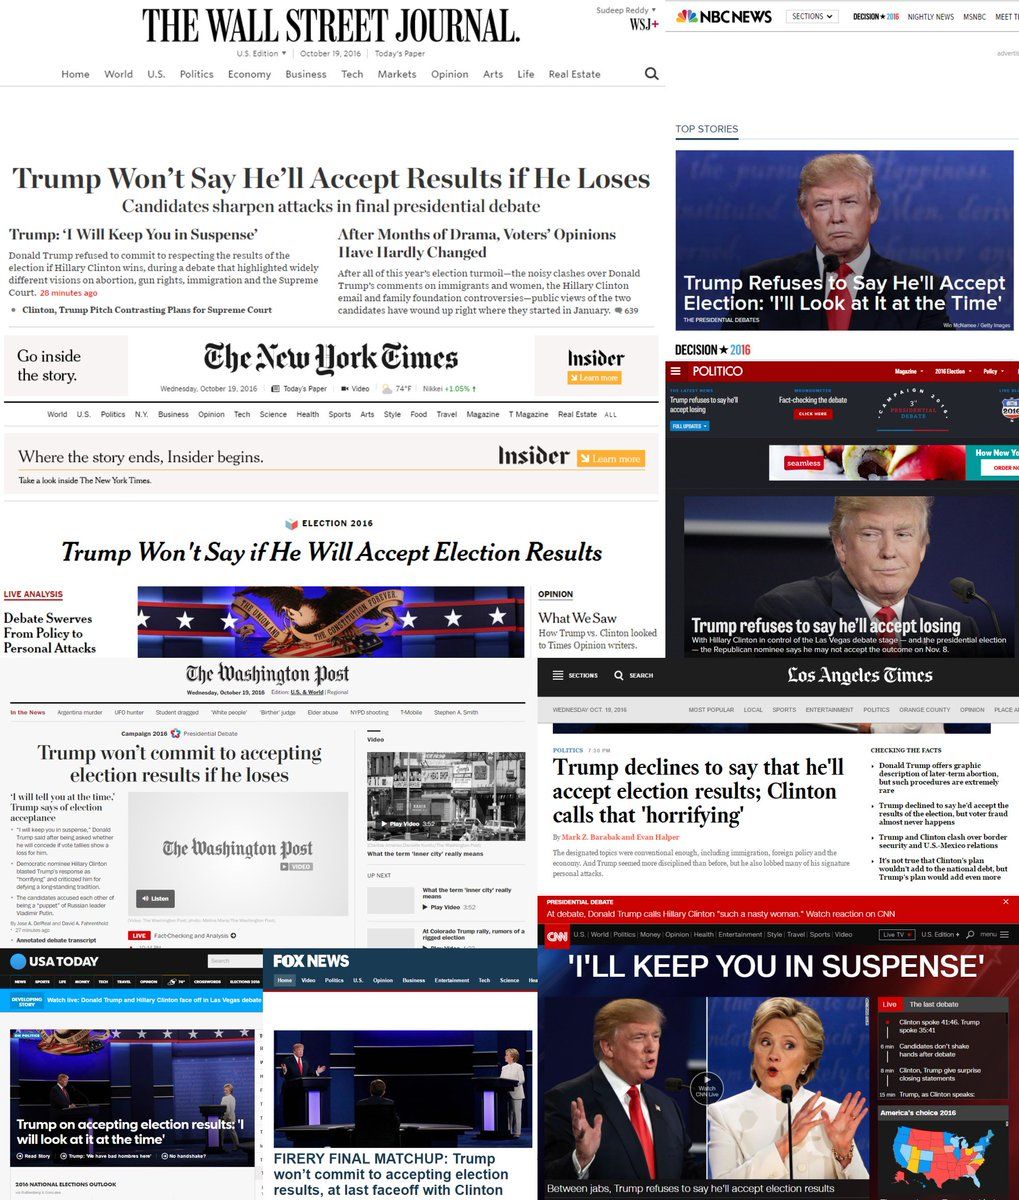 THE WALL STREET JOURNAL.
Sudeep Reddy
WSJ+
U.S. Edition | October 19, 2016 | Today's Paper
Home World U.S. Politics Economy Business Tech Markets Opinion Arts Life Real Estate
Trump Won't Say He'll Accept Results if He Loses
Candidates sharpen attacks in final presidential debate
Trump: 'I Will Keep You in Suspense'
Donald Trump refused to commit to respecting the results of the
election if Hillary Clinton wins, during a debate that highlighted widely
different visions on abortion, gun rights, immigration and the Supreme
Court. 28 minutes ago
• Clinton, Trump Pitch Contrasting Plans for Supreme Court
After Months of Drama, Voters' Opinions
Have Hardly Changed
After all of this year's election turmoil—the noisy clashes over Donald
Trump's comments on immigrants and women, the Hillary Clinton
email and family foundation controversies—public views of the two
candidates have wound up right where they started in January. 639
NBC NEWS
SECTIONS
DECISION★2016 NIGHTLY NEWS MSNBC MEET T
adverti
TOP STORIES
Trump Refuses to Say He'll Accept
Election: 'I'll Look at It at the Time'
THE PRESIDENTIAL DEBATES
Win McNamee / Getty Images
DECISION★2016
Go inside
the story.
The New York Times
Wednesday, October 19, 2016 Today's Paper Video 74°F Nikkei +1.05% ↑
Insider
Learn more
World U.S. Politics N.Y. Business Opinion Tech Science Health Sports Arts Style Food Travel Magazine T Magazine Real Estate ALL
Where the story ends, Insider begins.
Take a look inside The New York Times.
Insider
Learn more
ELECTION 2016
Trump Won't Say if He Will Accept Election Results
LIVE ANALYSIS
Debate Swerves
From Policy to
Personal Attacks
THE UNION AND THE CONSTITUTION FOREVER.
OPINION
What We Saw
How Trump vs. Clinton looked
to Times Opinion writers.
POLITICO
Magazine 2016 Election Policy
THE LATEST NEWS
Trump refuses to say he'll
accept losing
FULL UPDATES
WRONGOMETER
Fact-checking the debate
CLICK HERE
CAMPAIGN 2016
3rd
PRESIDENTIAL
DEBATE
2016
seamless
How New Yo
ORDER NO
Trump refuses to say he'll accept losing
With Hillary Clinton in control of the Las Vegas debate stage — and the presidential election
— the Republican nominee says he may not accept the outcome on Nov. 8.
The Washington Post
Wednesday, October 19, 2016 Edition: U.S. & World | Regional
In the News Argentina murder UFO hunter Student dragged 'White people' 'Birther' judge Elder abuse NYPD shooting T-Mobile Stephen A. Smith
Campaign 2016 Presidential Debate
Trump won't commit to accepting
election results if he loses
'I will tell you at the time,'
Trump says of election
acceptance
• "I will keep you in suspense," Donald
Trump said after being asked whether
he will concede if vote tallies show a
loss for him.
• Democratic nominee Hillary Clinton
blasted Trump's response as
"horrifying" and criticized him for
defying a long-standing tradition.
• The candidates accused each other of
being a "puppet" of Russian leader
Vladimir Putin.
By Jose A. DelReal and David A. Fahrenthold
• 27 minutes ago
• Annotated debate transcript
The Washington Post
VIDEO
Listen
LIVE Fact-Checking and Analysis
Video
Play Video 3:52
What the term 'inner city' really means
UP NEXT
What the term 'inner city' really
means
Play Video 3:52
At Colorado Trump rally, rumors of a
rigged election
SECTIONS SEARCH
Los Angeles Times
WEDNESDAY OCT. 19, 2016 MOST POPULAR LOCAL SPORTS ENTERTAINMENT POLITICS ORANGE COUNTY OPINION PLACE A
POLITICS 7:30 PM
Trump declines to say that he'll
accept election results; Clinton
calls that 'horrifying'
By Mark Z. Barabak and Evan Halper
The designated topics were conventional enough, including immigration, foreign policy and the
economy. And Trump seemed more disciplined than before, but he also lobbed many of his signature
personal attacks.
CHECKING THE FACTS
Donald Trump offers graphic
description of later-term abortion,
but such procedures are extremely
rare
Trump declined to say he'd accept the
results of the election, but voter fraud
almost never happens
Trump and Clinton clash over border
security and U.S.-Mexico relations
It's not true that Clinton's plan
wouldn't add to the national debt, but
Trump's plan would add even more
PRESIDENTIAL DEBATE
At debate, Donald Trump calls Hillary Clinton "such a nasty woman." Watch reaction on CNN
CNN
U.S. World Politics Money Opinion Health Entertainment Style Travel Sports Video
Live TV U.S. Edition + menu
'I'LL KEEP YOU IN SUSPENSE'
Watch
CNN Live
Between jabs, Trump refuses to say he'll accept election results
Live The last debate
Clinton spoke 41:46. Trump
spoke 35:41
6 min Candidates don't shake
hands after debate
8 min Clinton, Trump give surprise
closing statements
15 min Trump, as Clinton speaks:
America's choice 2016
USA TODAY
Search
NEWS SPORTS LIFE MONEY TECH TRAVEL OPINION 74° CROSSWORDS ELECTIONS 2016
DEVELOPING
STORY
Watch live: Donald Trump and Hillary Clinton face off in Las Vegas debate
ON POLITICS
Trump on accepting election results: 'I
will look at it at the time'
Read Story Trump: 'We have bad hombres here' No handshake?
2016 NATIONAL ELECTIONS OUTLOOK
FOX NEWS
Home Video Politics U.S. Opinion Business Entertainment Tech Science Hea
FIRERY FINAL MATCHUP: Trump
won't commit to accepting election
results, at last faceoff with Clinton